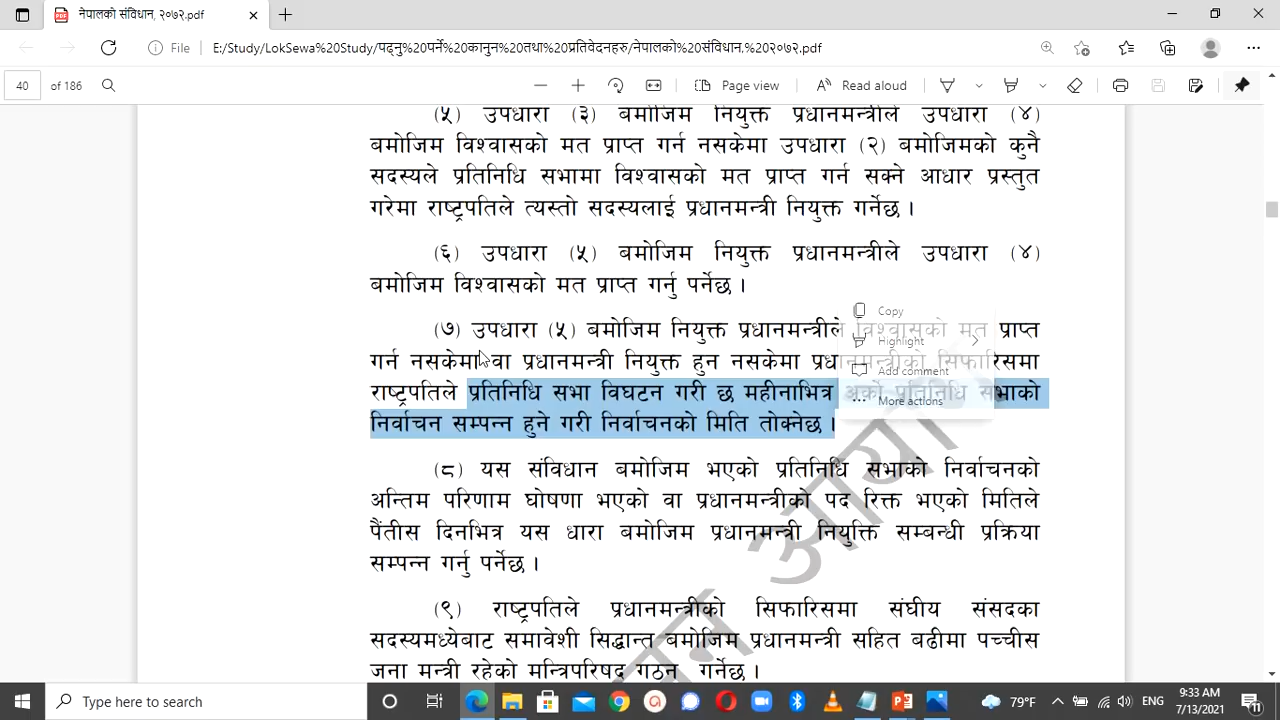 नेपालको संविधान, २०७२.pdf
File
E:/Study/LokSewa%20Study/पढ्नु%20पर्ने%20कानुन%20तथा%20प्रतिवेदनहरु/नेपालको%20संविधान,%20२०७२.pdf
40 of 186
Page view
Read aloud
(५) उपधारा (३) बमोजिम नियुक्त प्रधानमन्त्रीले उपधारा (४)
बमोजिम विश्वासको मत प्राप्त गर्न नसकेमा उपधारा (२) बमोजिमको कुनै
सदस्यले प्रतिनिधि सभामा विश्वासको मत प्राप्त गर्न सक्ने आधार प्रस्तुत
गरेमा राष्ट्रपतिले त्यस्तो सदस्यलाई प्रधानमन्त्री नियुक्त गर्नेछ ।
(६) उपधारा (५) बमोजिम नियुक्त प्रधानमन्त्रीले उपधारा (४)
बमोजिम विश्वासको मत प्राप्त गर्नु पर्नेछ ।
(७) उपधारा (५) बमोजिम नियुक्त प्रधानमन्त्रीले विश्वासको मत प्राप्त
गर्न नसकेमा वा प्रधानमन्त्री नियुक्त हुन नसकेमा प्रधानमन्त्रीको सिफारिसमा
राष्ट्रपतिले प्रतिनिधि सभा विघटन गरी छ महीनाभित्र अर्को प्रतिनिधि सभाको
निर्वाचन सम्पन्न हुने गरी निर्वाचनको मिति तोक्नेछ ।
Copy
Highlight
Add comment
More actions
(८) यस संविधान बमोजिम भएको प्रतिनिधि सभाको निर्वाचनको
अन्तिम परिणाम घोषणा भएको वा प्रधानमन्त्रीको पद रिक्त भएको मितिले
पैंतीस दिनभित्र यस धारा बमोजिम प्रधानमन्त्री नियुक्ति सम्बन्धी प्रक्रिया
सम्पन्न गर्नु पर्नेछ ।
(९) राष्ट्रपतिले प्रधानमन्त्रीको सिफारिसमा संघीय संसदका
सदस्यमध्येबाट समावेशी सिद्धान्त बमोजिम प्रधानमन्त्री सहित बढीमा पच्चीस
जना मन्त्री रहेको मन्त्रिपरिषद गठन गर्नेछ ।
Type here to search
79°F
ENG
9:33 AM
7/13/2021
11